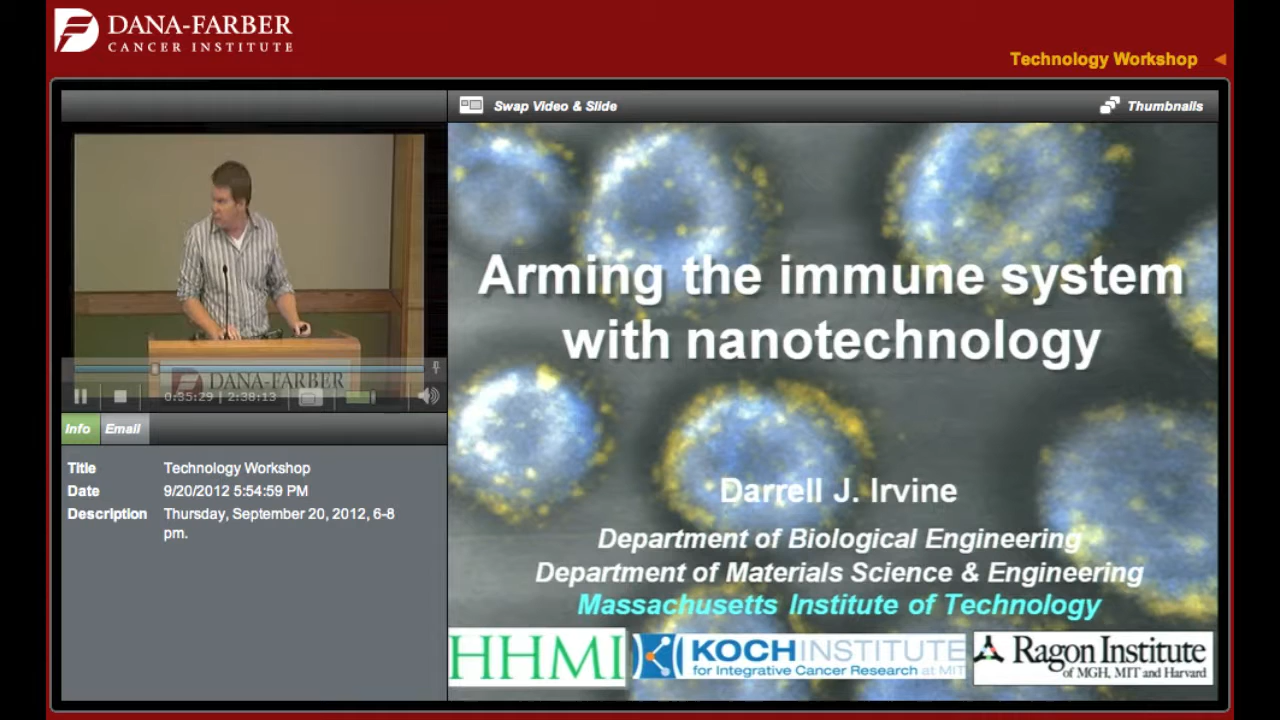 DANA-FARBER
CANCER INSTITUTE
Technology Workshop
Swap Video & Slide
Thumbnails
DANA-FARBER
0:35:29 | 2:38:13
Info
Email
Title Technology Workshop
Date 9/20/2012 5:54:59 PM
Description Thursday, September 20, 2012, 6-8
pm.
Arming the immune system
with nanotechnology
Darrell J. Irvine
Department of Biological Engineering
Department of Materials Science & Engineering
Massachusetts Institute of Technology
HHMI
KOCH INSTITUTE
for Integrative Cancer Research at MIT
Ragon Institute
of MGH, MIT and Harvard